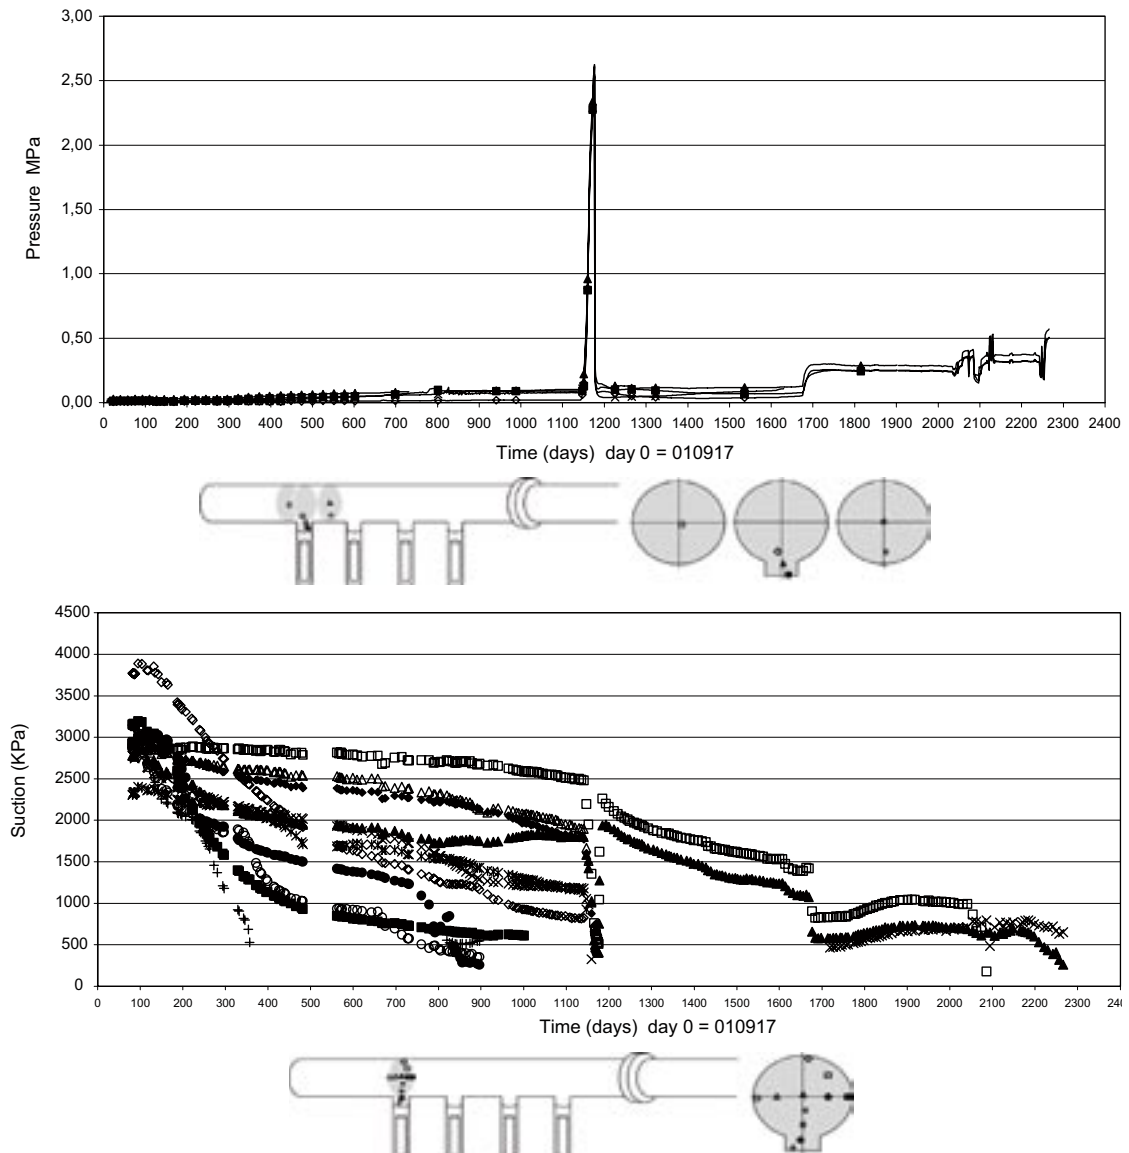 3,00
2,50
2,00
1,50
1,00
0,50
0,00
Pressure MPa
0 100 200 300 400 500 600 700 800 900 1000 1100 1200 1300 1400 1500 1600 1700 1800 1900 2000 2100 2200 2300 2400
Time (days) day 0 = 010917
4500
4000
3500
3000
2500
2000
1500
1000
500
0
Suction (KPa)
0 100 200 300 400 500 600 700 800 900 1000 1100 1200 1300 1400 1500 1600 1700 1800 1900 2000 2100 2200 2300 240
Time (days) day 0 = 010917